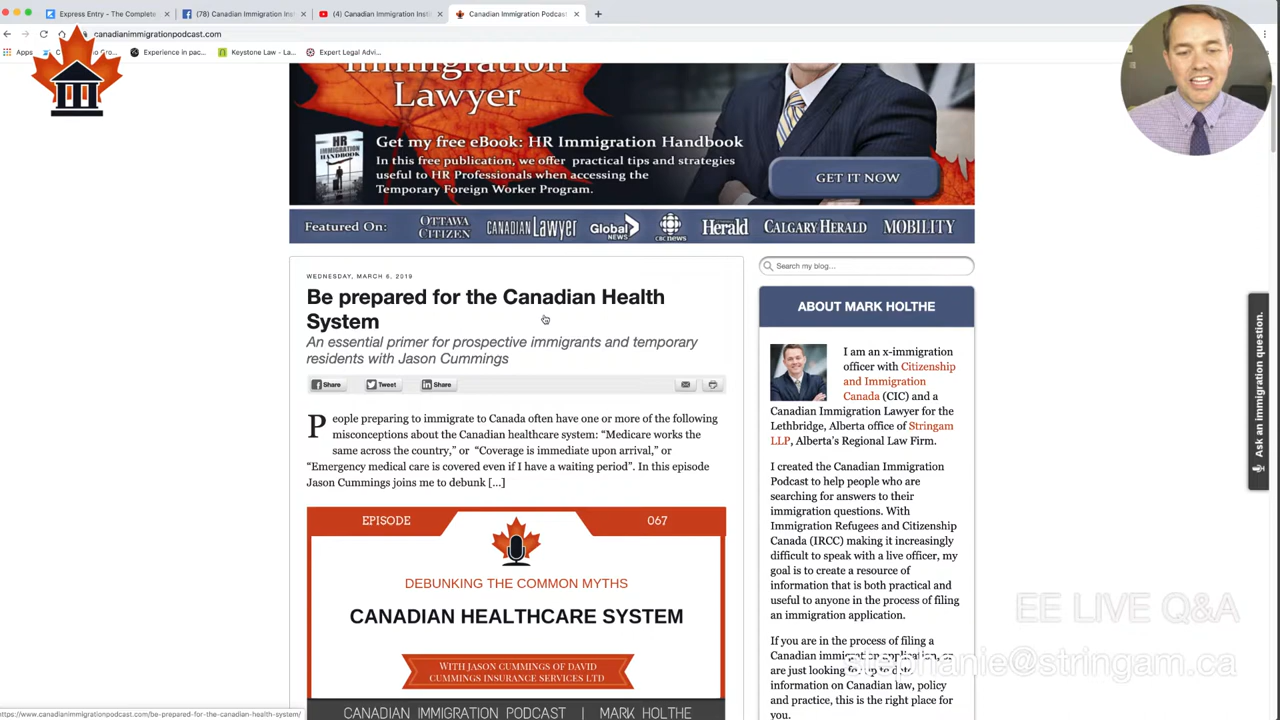 Express Entry - The Complete
(78) Canadian Immigration Ins
(4) Canadian Immigration Insti
Canadian Immigration Podcast
canadianimmigrationpodcast.com
Apps
Experience in pac...
Keystone Law - La...
Expert Legal Advi...
Immigration
Lawyer
HR
IMMIGRATION
HANDBOOK
Get my free eBook: HR Immigration Handbook
In this free publication, we offer practical tips and strategies
useful to HR Professionals when accessing the
Temporary Foreign Worker Program.
GET IT NOW
Featured On:
OTTAWA
CITIZEN
CANADIAN Lawyer
Global
NEWS
CBC news
Herald
CALGARY HERALD
MOBILITY
WEDNESDAY, MARCH 6, 2019
Be prepared for the Canadian Health
System
An essential primer for prospective immigrants and temporary
residents with Jason Cummings
Share
Tweet
Share
People preparing to immigrate to Canada often have one or more of the following
misconceptions about the Canadian healthcare system: “Medicare works the
same across the country,” or “Coverage is immediate upon arrival,” or
“Emergency medical care is covered even if I have a waiting period”. In this episode
Jason Cummings joins me to debunk [...]
EPISODE
067
DEBUNKING THE COMMON MYTHS
CANADIAN HEALTHCARE SYSTEM
WITH JASON CUMMINGS OF DAVID
CUMMINGS INSURANCE SERVICES LTD
CANADIAN IMMIGRATION PODCAST | MARK HOLTHE
Search my blog...
ABOUT MARK HOLTHE
I am an x-immigration
officer with Citizenship
and Immigration
Canada (CIC) and a
Canadian Immigration Lawyer for the
Lethbridge, Alberta office of Stringam
LLP, Alberta's Regional Law Firm.
I created the Canadian Immigration
Podcast to help people who are
searching for answers to their
immigration questions. With
Immigration Refugees and Citizenship
Canada (IRCC) making it increasingly
difficult to speak with a live officer, my
goal is to create a resource of
information that is both practical and
useful to anyone in the process of filing
an immigration application.
If you are in the process of filing a
Canadian immigration application, or
are just looking for up to date
information on Canadian law, policy
and practice, this is the right place for
you.
Ask an immigration question.
EE LIVE Q&A
stephanie@stringam.ca
https://www.canadianimmigrationpodcast.com/be-prepared-for-the-canadian-health-system/